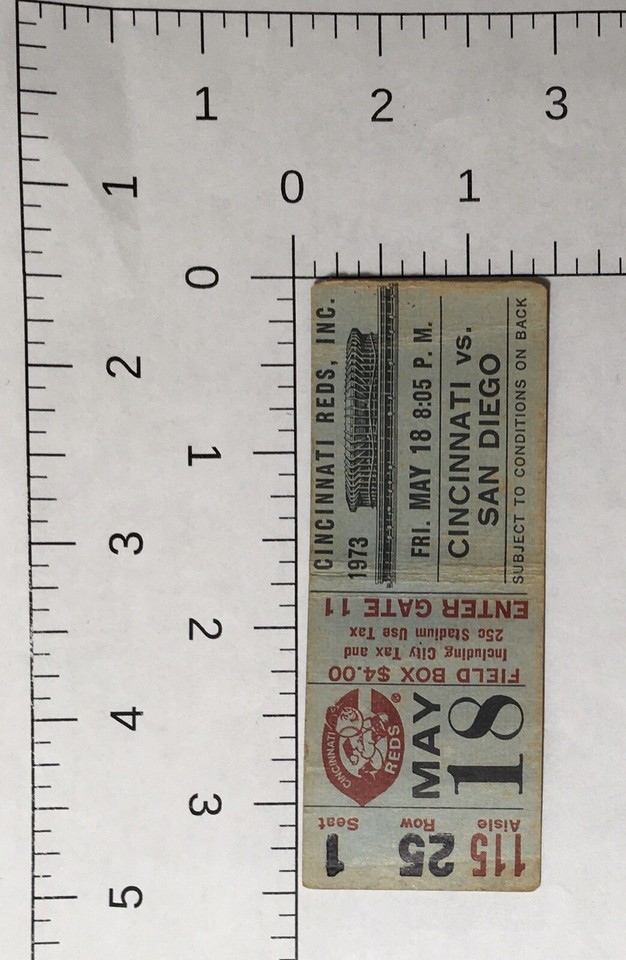 1 2 3
0 1
1
2
3
4
5
0
1
2
3
CINCINNATI REDS, INC.
1973
FRI. MAY 18 8:05 P. M.
CINCINNATI vs.
SAN DIEGO
SUBJECT TO CONDITIONS ON BACK
ENTER GATE 11
25c Stadium Use Tax
Including City Tax and
FIELD BOX $4.00
CINCINNATI
REDS
®
MAY
18
Aisle Row Seat
115 25 1